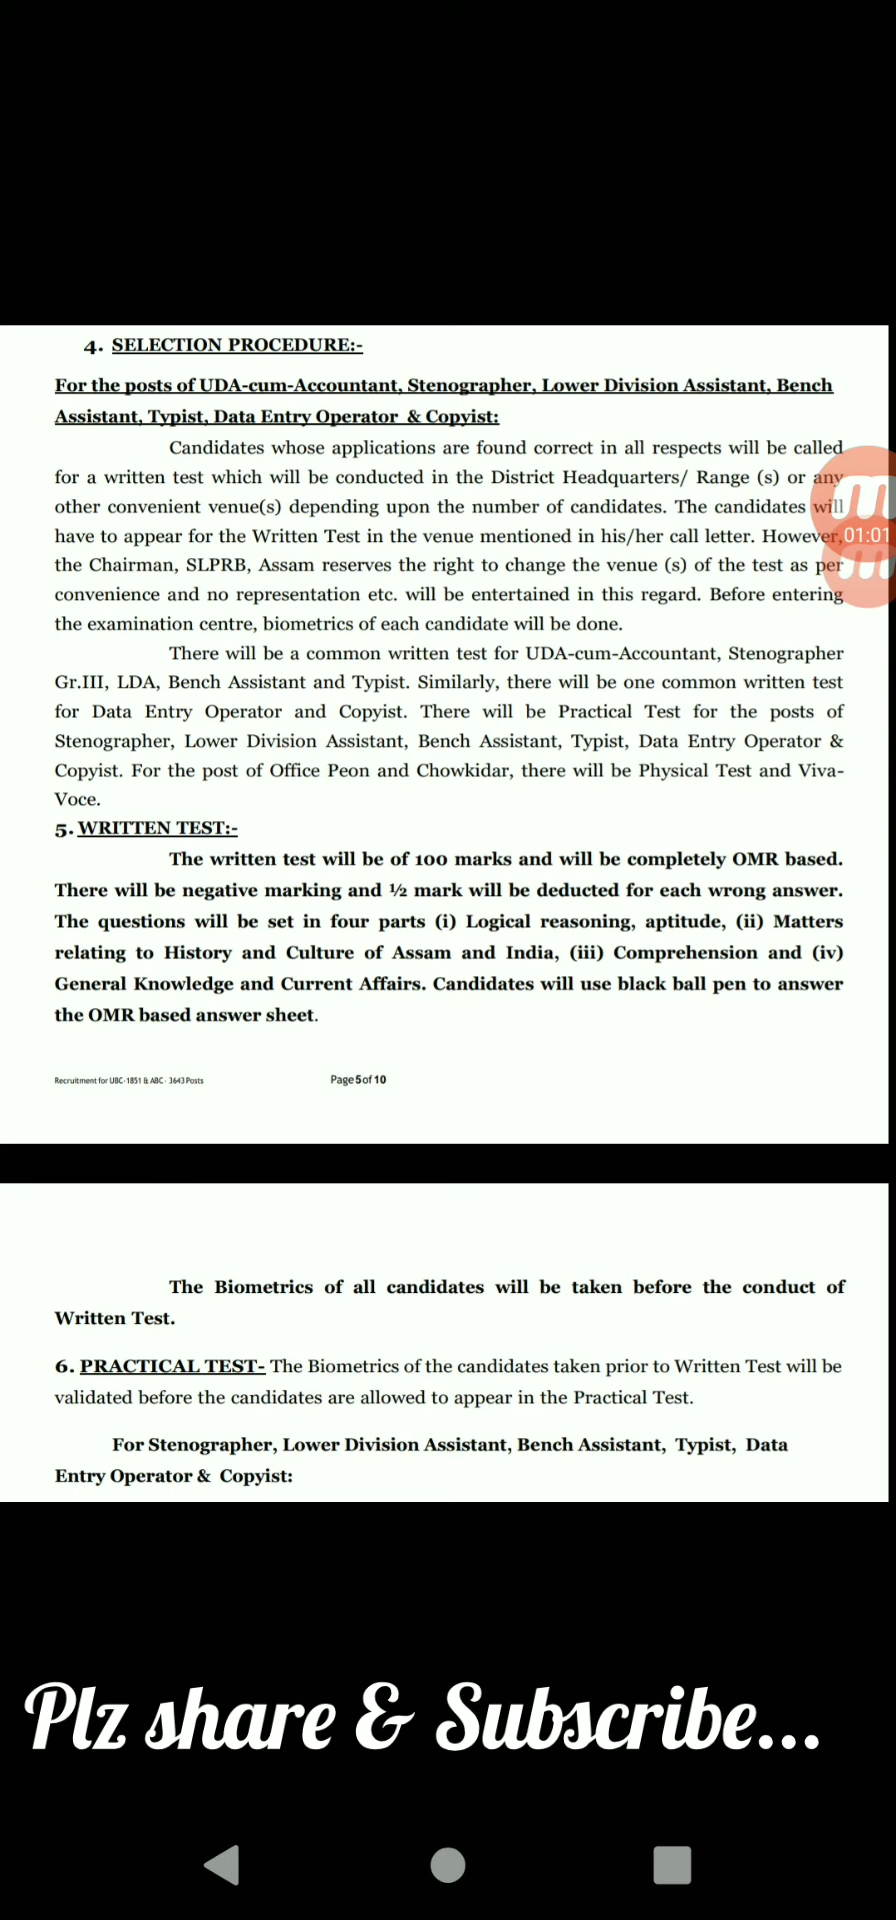 4. SELECTION PROCEDURE:-
For the posts of UDA-cum-Accountant, Stenographer, Lower Division Assistant, Bench
Assistant, Typist, Data Entry Operator & Copyist:
Candidates whose applications are found correct in all respects will be called
for a written test which will be conducted in the District Headquarters/ Range (s) or any
other convenient venue(s) depending upon the number of candidates. The candidates will
have to appear for the Written Test in the venue mentioned in his/her call letter. However,
01:01
the Chairman, SLPRB, Assam reserves the right to change the venue (s) of the test as per
convenience and no representation etc. will be entertained in this regard. Before entering
the examination centre, biometrics of each candidate will be done.
There will be a common written test for UDA-cum-Accountant, Stenographer
Gr.III, LDA, Bench Assistant and Typist. Similarly, there will be one common written test
for Data Entry Operator and Copyist. There will be Practical Test for the posts of
Stenographer, Lower Division Assistant, Bench Assistant, Typist, Data Entry Operator &
Copyist. For the post of Office Peon and Chowkidar, there will be Physical Test and Viva-
Voce.
5. WRITTEN TEST:-
The written test will be of 100 marks and will be completely OMR based.
There will be negative marking and ½ mark will be deducted for each wrong answer.
The questions will be set in four parts (i) Logical reasoning, aptitude, (ii) Matters
relating to History and Culture of Assam and India, (iii) Comprehension and (iv)
General Knowledge and Current Affairs. Candidates will use black ball pen to answer
the OMR based answer sheet.
Recruitment for UBC-1851 & ABC- 3643 Posts Page 5 of 10
The Biometrics of all candidates will be taken before the conduct of
Written Test.
6. PRACTICAL TEST- The Biometrics of the candidates taken prior to Written Test will be
validated before the candidates are allowed to appear in the Practical Test.
For Stenographer, Lower Division Assistant, Bench Assistant, Typist, Data
Entry Operator & Copyist:
Plz share & Subscribe...